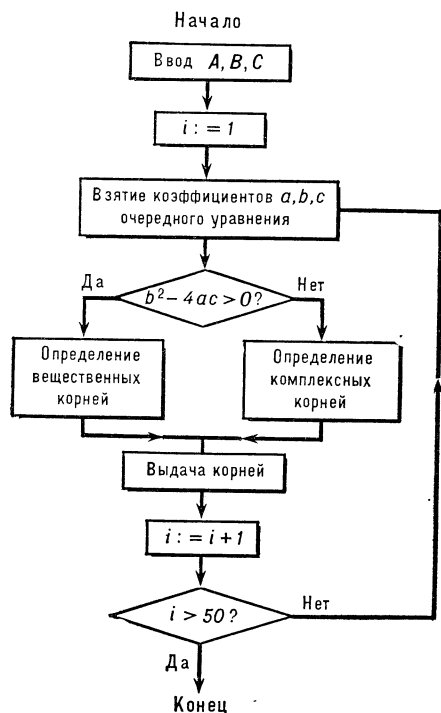 Начало
Ввод A, B, C
i := 1
Взятие коэффициентов a, b, c
очередного уравнения
Да
b² − 4ac > 0?
Нет
Определение
вещественных
корней
Определение
комплексных
корней
Выдача корней
i := i + 1
i > 50?
Нет
Да
Конец